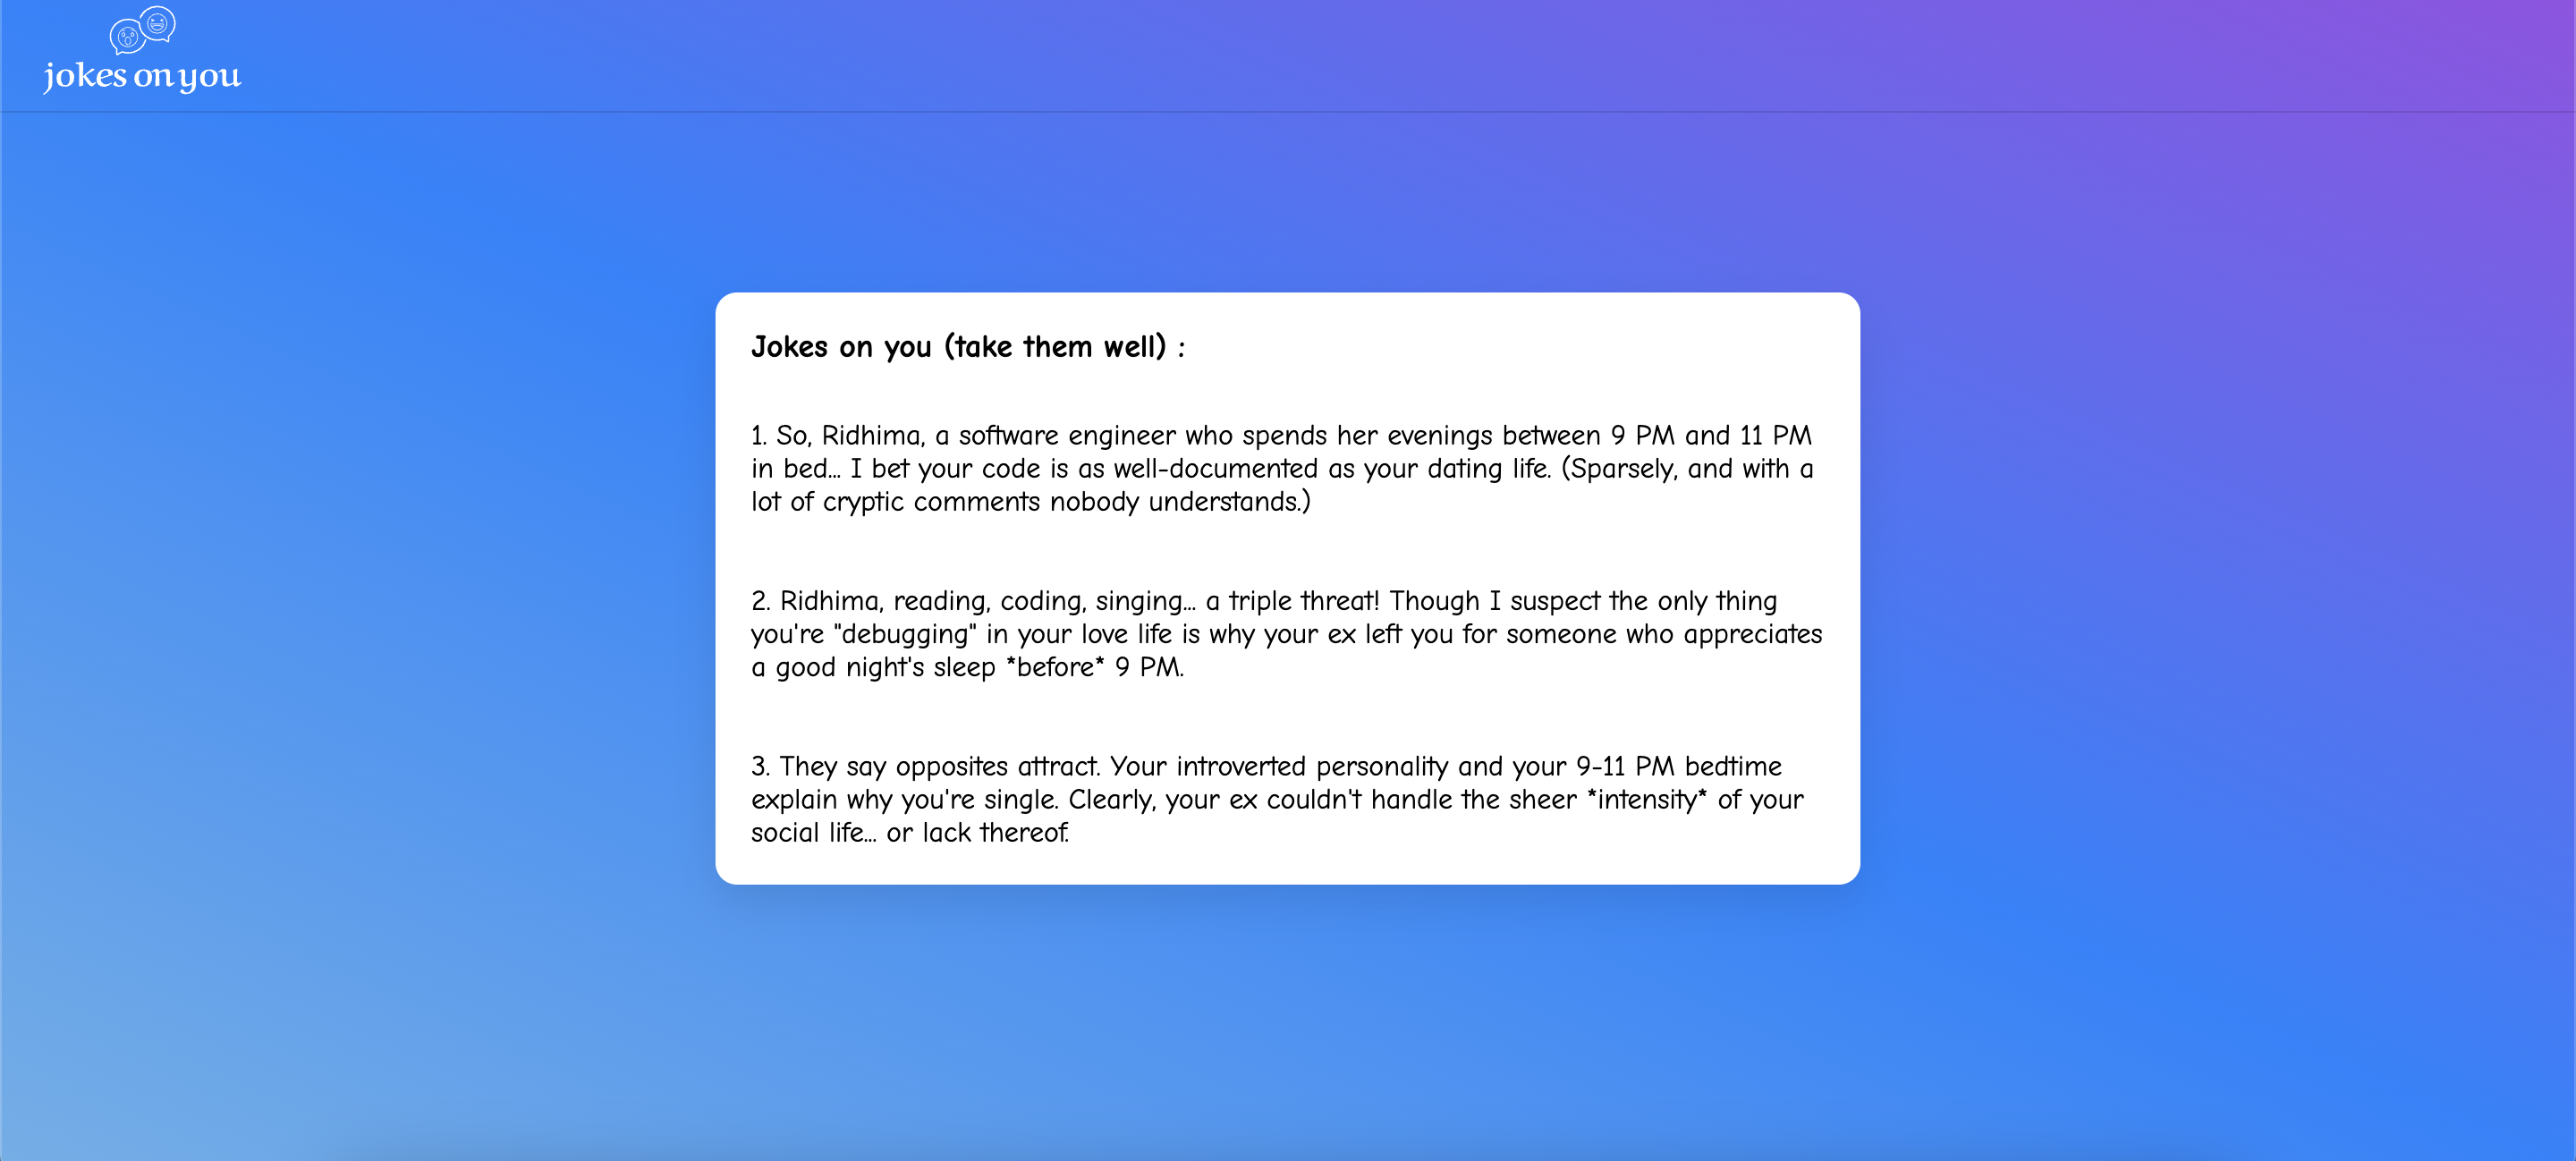 jokes on you
Jokes on you (take them well) :
1. So, Ridhima, a software engineer who spends her evenings between 9 PM and 11 PM
in bed... I bet your code is as well-documented as your dating life. (Sparsely, and with a
lot of cryptic comments nobody understands.)
2. Ridhima, reading, coding, singing... a triple threat! Though I suspect the only thing
you're "debugging" in your love life is why your ex left you for someone who appreciates
a good night's sleep *before* 9 PM.
3. They say opposites attract. Your introverted personality and your 9-11 PM bedtime
explain why you're single. Clearly, your ex couldn't handle the sheer *intensity* of your
social life... or lack thereof.